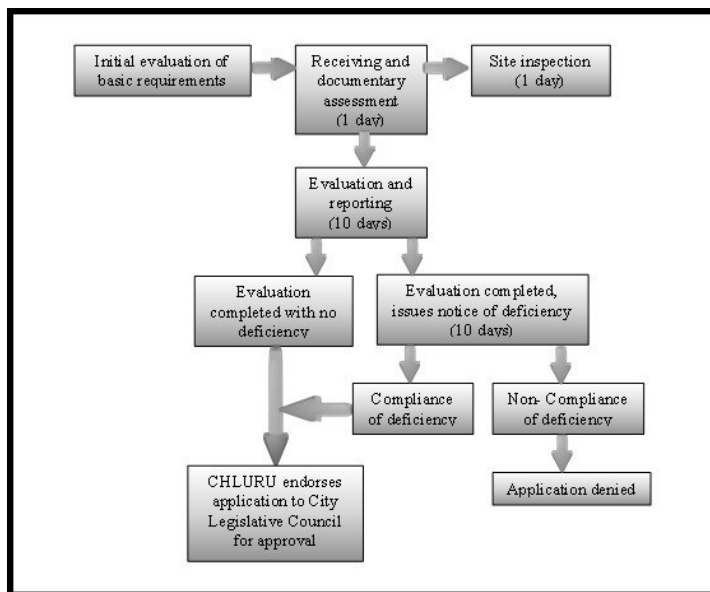 Initial evaluation of
basic requirements
Receiving and
documentary
assessment
(1 day)
Site inspection
(1 day)
Evaluation and
reporting
(10 days)
Evaluation
completed with no
deficiency
Evaluation completed,
issues notice of deficiency
(10 days)
Compliance
of deficiency
Non- Compliance
of deficiency
CHLURU endorses
application to City
Legislative Council
for approval
Application denied